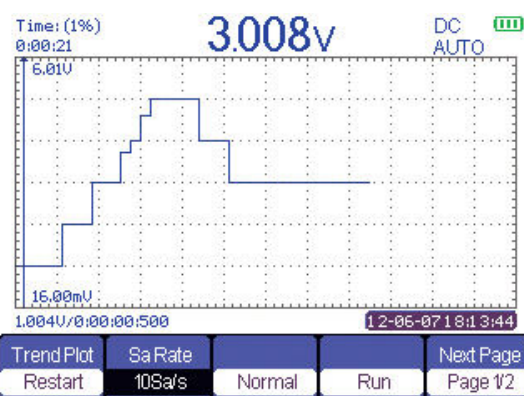 Time:(1%)
0:00:21
3.008V
DC
AUTO
6.01V
16.00mV
1.004V/0:00:00:500
12-06-07 18:13:44
Trend Plot
Sa Rate
Next Page
Restart
10Sa/s
Normal
Run
Page 1/2